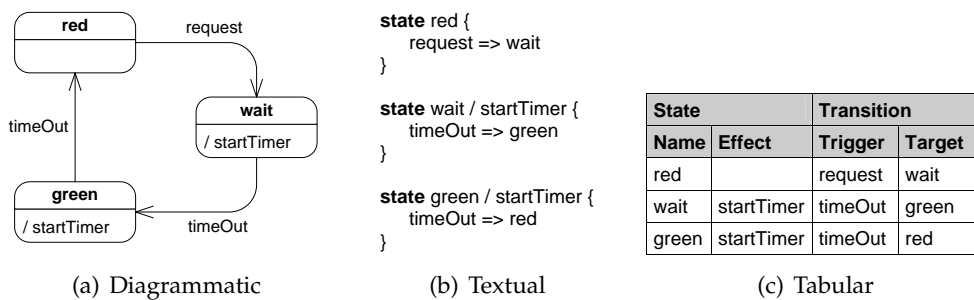 red
request
wait
/ startTimer
timeOut
green
/ startTimer
timeOut
(a) Diagrammatic
state red {
request => wait
}
state wait / startTimer {
timeOut => green
}
state green / startTimer {
timeOut => red
}
(b) Textual
State Transition
Name Effect Trigger Target
red request wait
wait startTimer timeOut green
green startTimer timeOut red
(c) Tabular